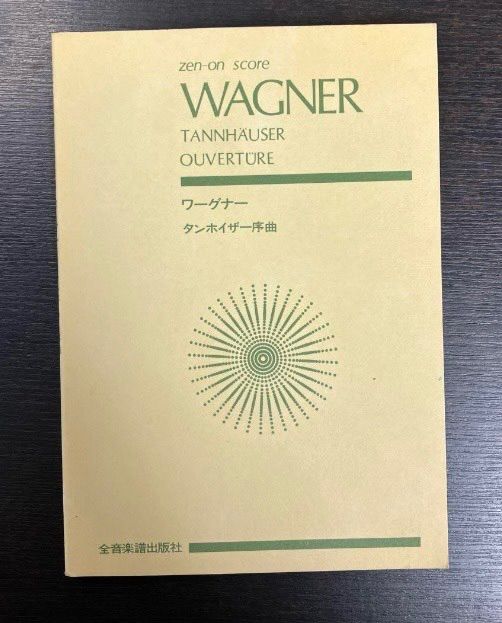 zen-on score
WAGNER
TANNHÄUSER
OUVERTÜRE
ワーグナー
タンホイザー序曲
全音楽譜出版社